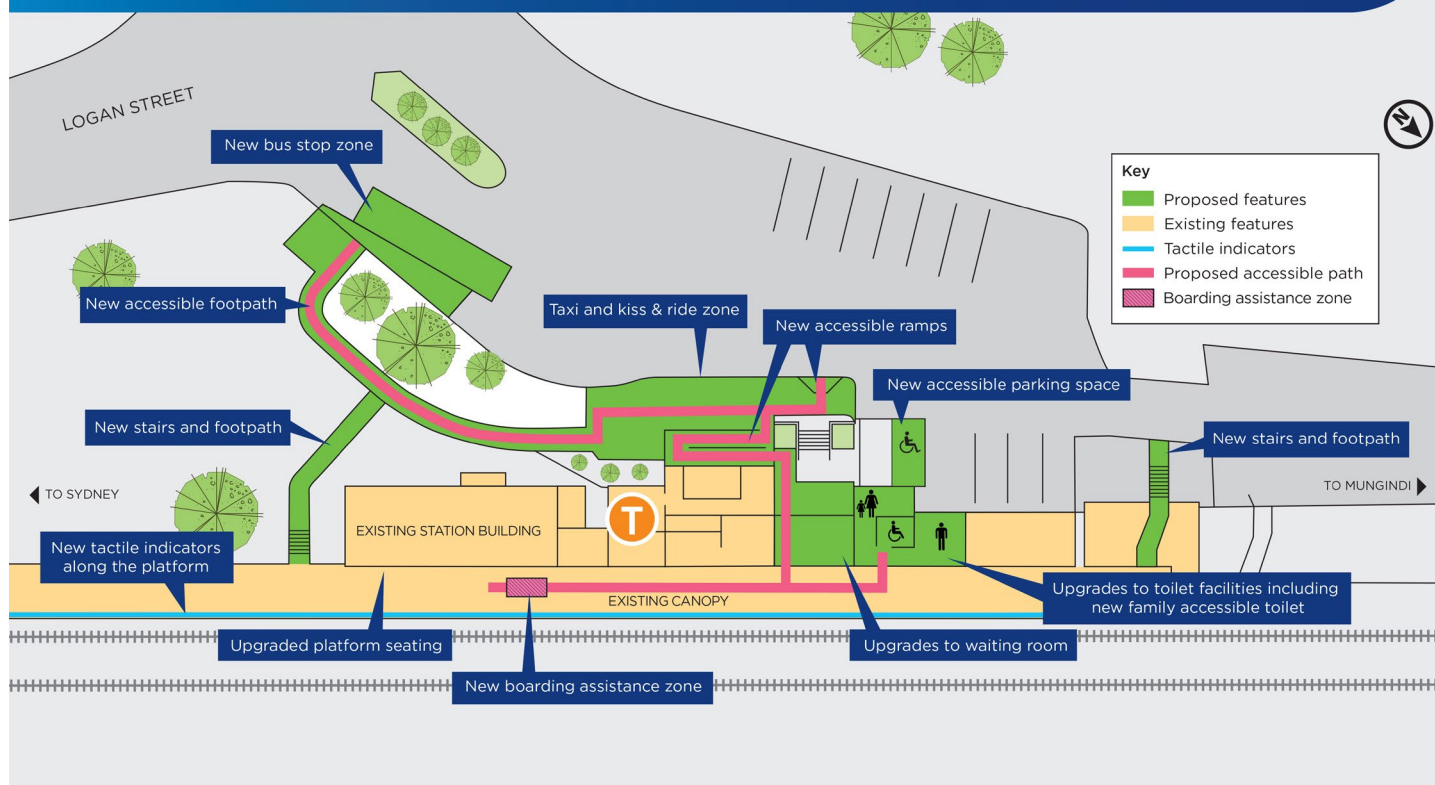 LOGAN STREET
N
New bus stop zone
Key
Proposed features
Existing features
Tactile indicators
Proposed accessible path
Boarding assistance zone
New accessible footpath
Taxi and kiss & ride zone
New accessible ramps
New accessible parking space
New stairs and footpath
New stairs and footpath
TO SYDNEY
TO MUNGINDI
T
EXISTING STATION BUILDING
New tactile indicators
along the platform
EXISTING CANOPY
Upgrades to toilet facilities including
new family accessible toilet
Upgraded platform seating
Upgrades to waiting room
New boarding assistance zone